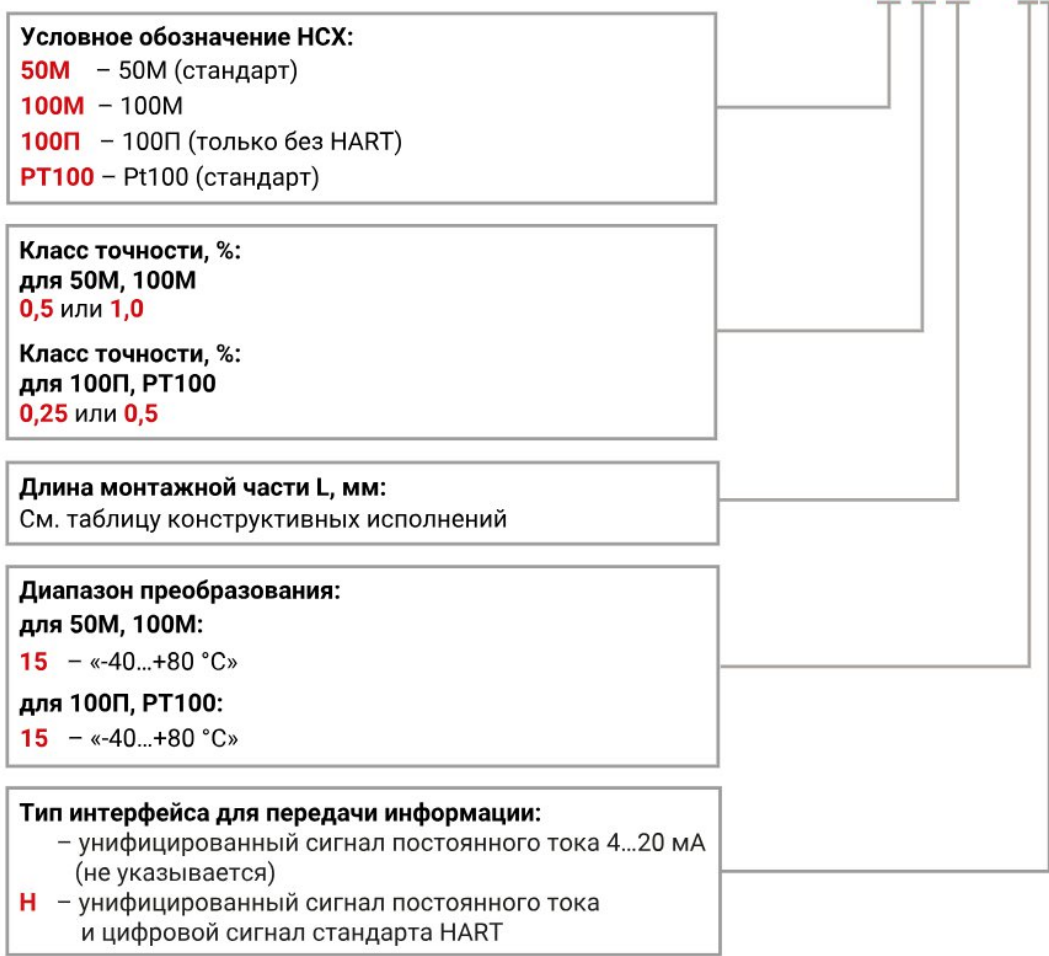 Условное обозначение НСХ:
50М – 50М (стандарт)
100М – 100М
100П – 100П (только без HART)
РТ100 – Pt100 (стандарт)
Класс точности, %:
для 50М, 100М
0,5 или 1,0
Класс точности, %:
для 100П, РТ100
0,25 или 0,5
Длина монтажной части L, мм:
См. таблицу конструктивных исполнений
Диапазон преобразования:
для 50М, 100М:
15 – «-40...+80 °С»
для 100П, РТ100:
15 – «-40...+80 °С»
Тип интерфейса для передачи информации:
– унифицированный сигнал постоянного тока 4...20 мА
(не указывается)
Н – унифицированный сигнал постоянного тока
и цифровой сигнал стандарта HART